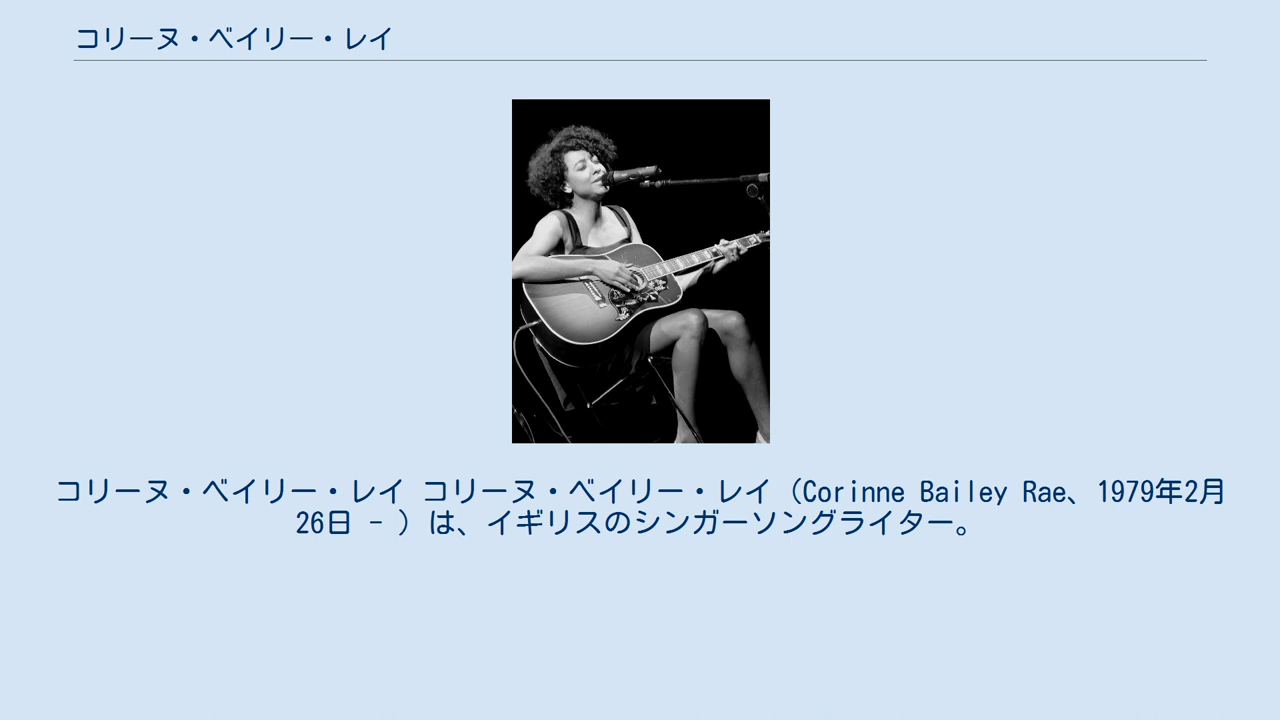 コリーヌ・ベイリー・レイ
コリーヌ・ベイリー・レイ コリーヌ・ベイリー・レイ（Corinne Bailey Rae、1979年2月
26日 - ）は、イギリスのシンガーソングライター。